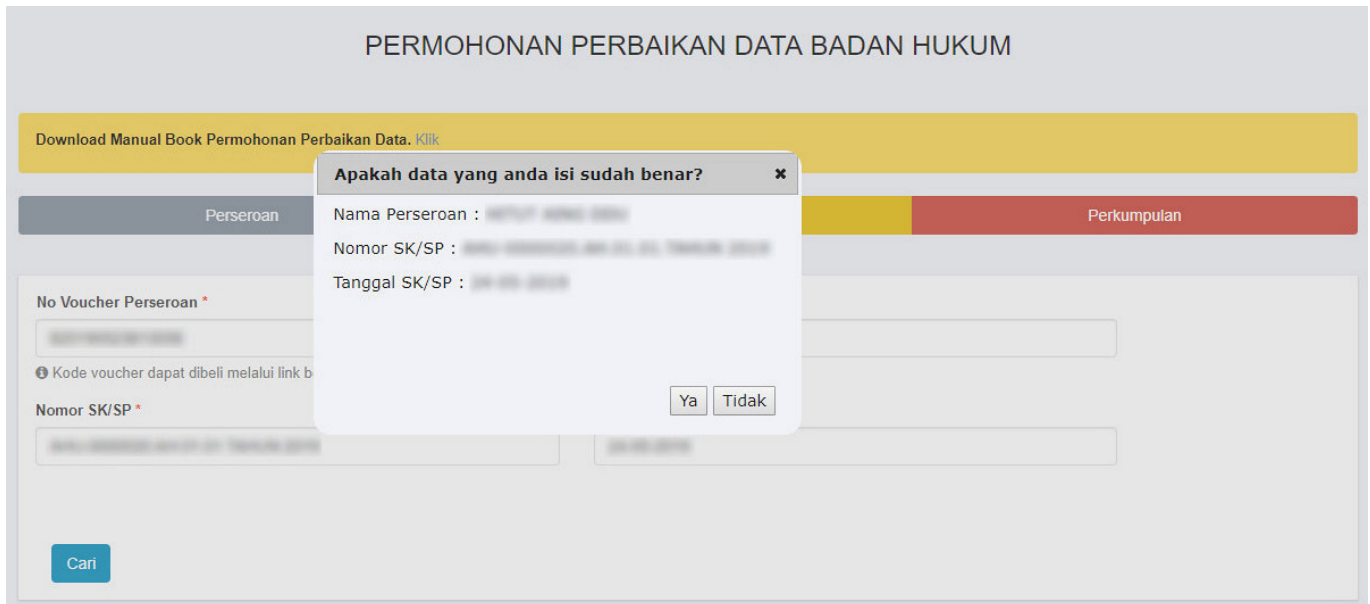 PERMOHONAN PERBAIKAN DATA BADAN HUKUM
Download Manual Book Permohonan Perbaikan Data. Klik
Apakah data yang anda isi sudah benar? ✖
Perseroan
Perkumpulan
Nama Perseroan :
Nomor SK/SP :
Tanggal SK/SP :
No Voucher Perseroan *
Kode voucher dapat dibeli melalui link b
Ya Tidak
Nomor SK/SP *
Cari